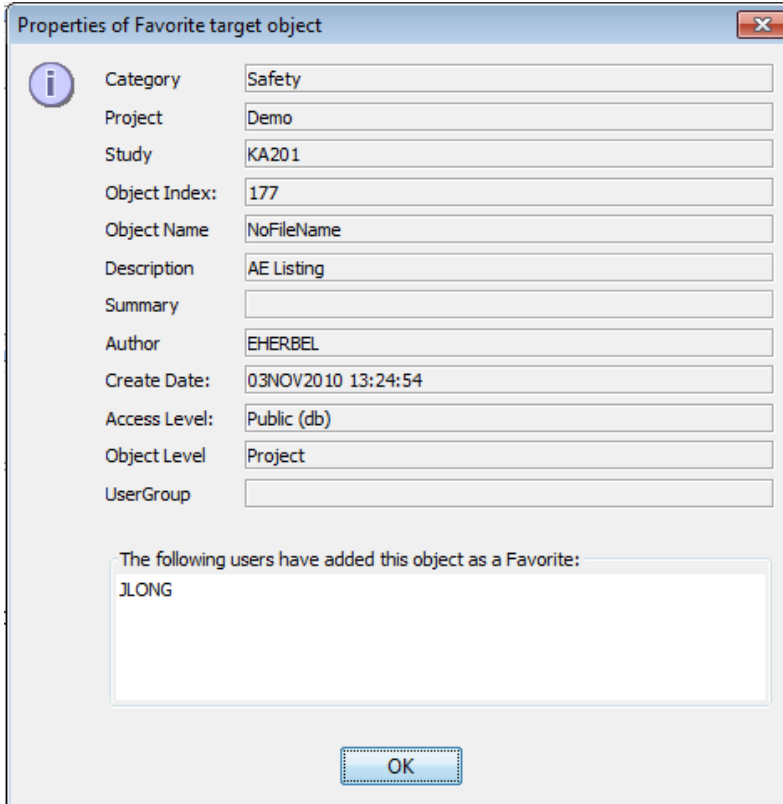 Properties of Favorite target object
Category Safety
Project Demo
Study KA201
Object Index: 177
Object Name NoFileName
Description AE Listing
Summary
Author EHERBEL
Create Date: 03NOV2010 13:24:54
Access Level: Public (db)
Object Level Project
UserGroup
The following users have added this object as a Favorite:
JLONG
OK